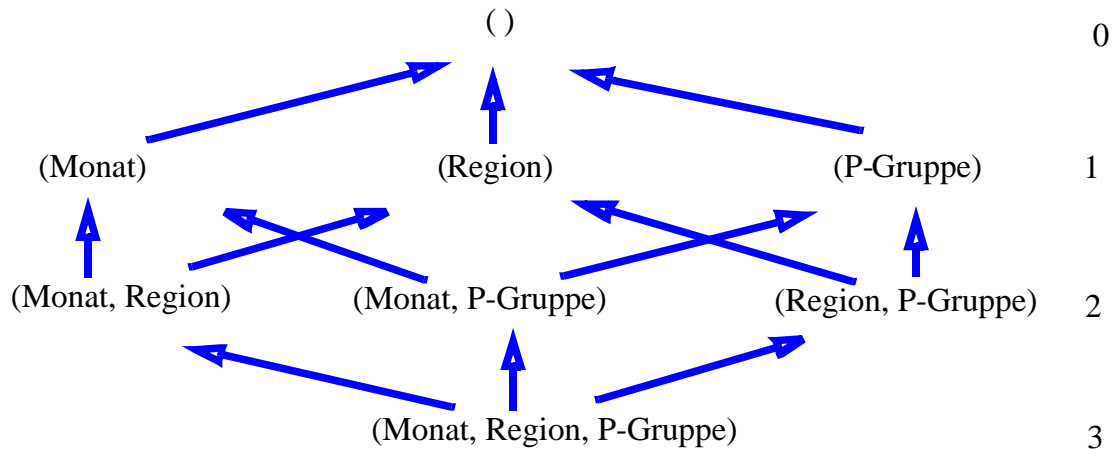 ( ) 0
(Monat) (Region) (P-Gruppe) 1
(Monat, Region) (Monat, P-Gruppe) (Region, P-Gruppe) 2
(Monat, Region, P-Gruppe) 3